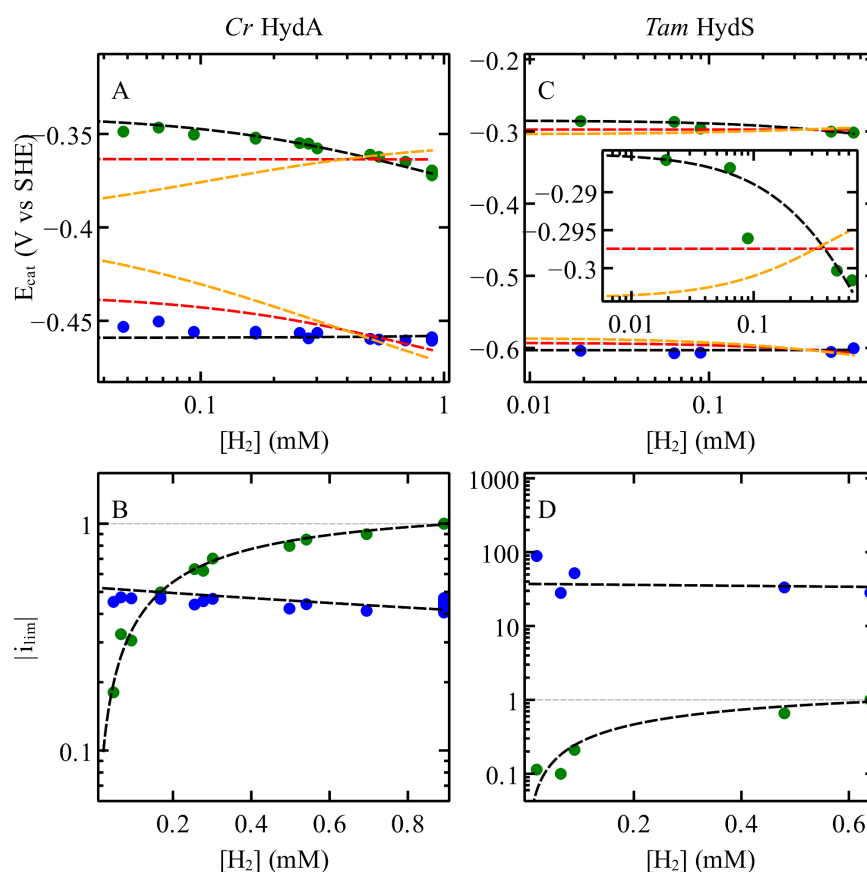 Cr HydA
Tam HydS
A
−0.35
−0.4
−0.45
E_cat (V vs SHE)
0.1
1
[H₂] (mM)
C
−0.2
−0.3
−0.4
−0.5
−0.6
−0.29
−0.295
−0.3
0.01
0.1
0.01
0.1
[H₂] (mM)
B
1
0.1
|i_lim|
0.2
0.4
0.6
0.8
[H₂] (mM)
D
1000
100
10
1
0.1
0.2
0.4
0.6
[H₂] (mM)